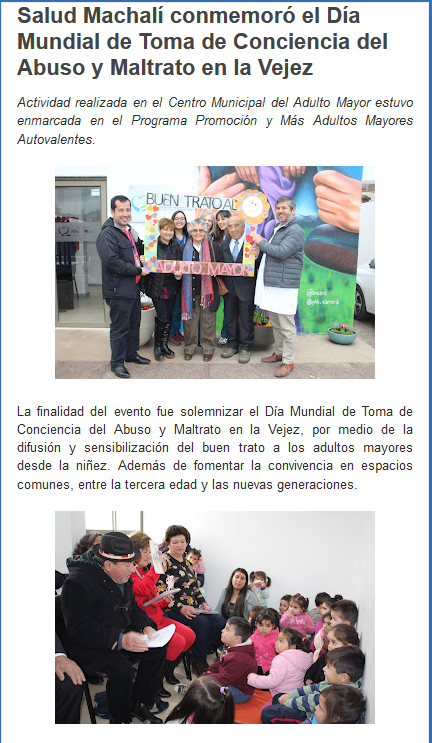 Salud Machalí conmemoró el Día
Mundial de Toma de Conciencia del
Abuso y Maltrato en la Vejez
Actividad realizada en el Centro Municipal del Adulto Mayor estuvo
enmarcada en el Programa Promoción y Más Adultos Mayores
Autovalentes.
BUEN TRATO AL
ADULTO MAYO
La finalidad del evento fue solemnizar el Día Mundial de Toma de
Conciencia del Abuso y Maltrato en la Vejez, por medio de la
difusión y sensibilización del buen trato a los adultos mayores
desde la niñez. Además de fomentar la convivencia en espacios
comunes, entre la tercera edad y las nuevas generaciones.